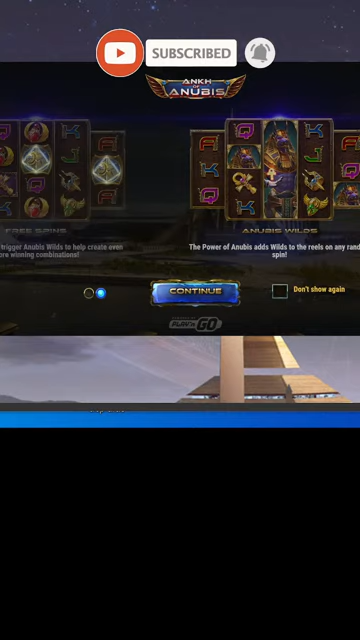 SUBSCRIBED
ANKH
OF
ANUBIS
FREE SPINS
ANUBIS WILDS
trigger Anubis Wilds to help create even
ore winning combinations!
The Power of Anubis adds Wilds to the reels on any rand
spin!
CONTINUE
Don't show again
PLAY'n GO